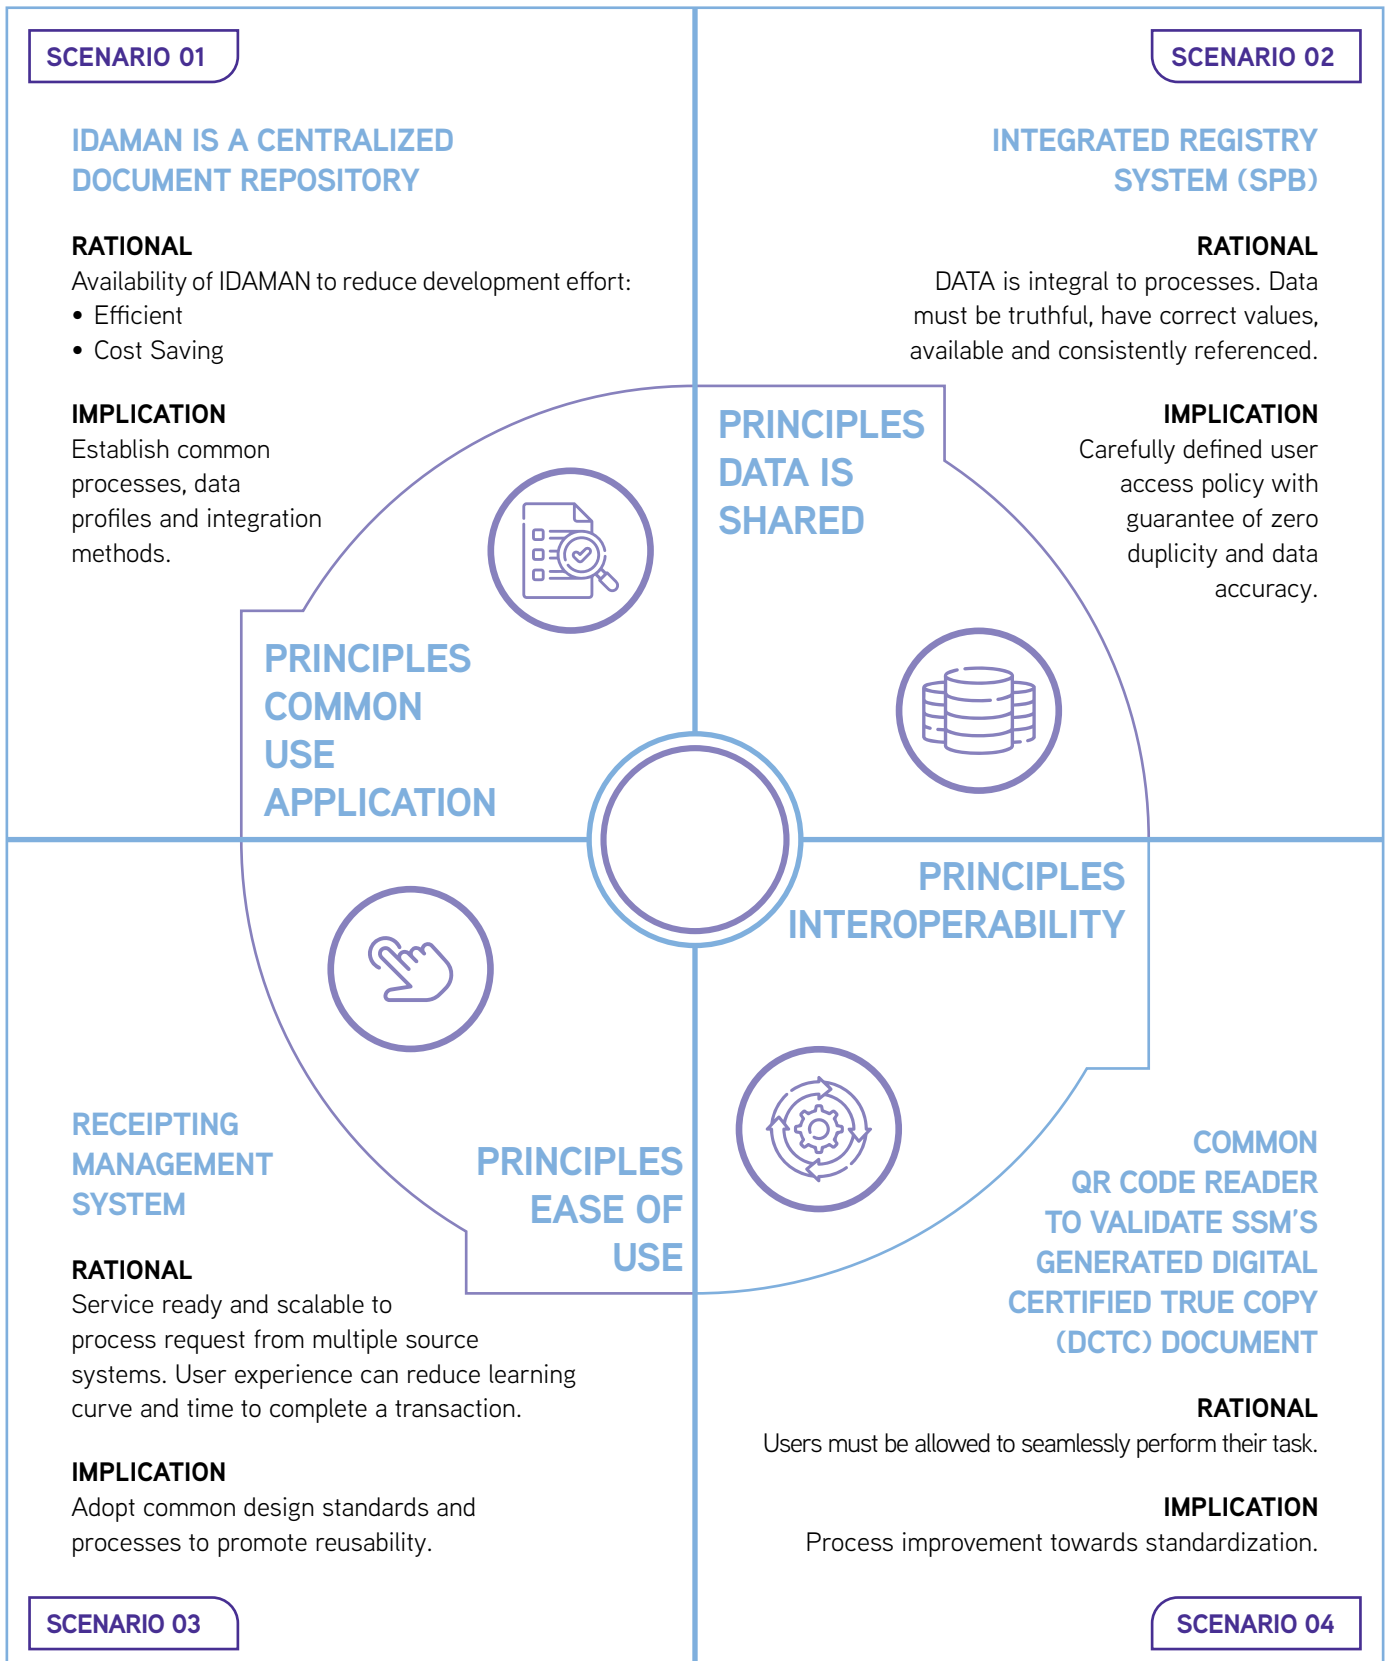 SCENARIO 01
IDAMAN IS A CENTRALIZED
DOCUMENT REPOSITORY
RATIONAL
Availability of IDAMAN to reduce development effort:
• Efficient
• Cost Saving
IMPLICATION
Establish common
processes, data
profiles and integration
methods.
PRINCIPLES
COMMON
USE
APPLICATION
SCENARIO 02
INTEGRATED REGISTRY
SYSTEM (SPB)
RATIONAL
DATA is integral to processes. Data
must be truthful, have correct values,
available and consistently referenced.
IMPLICATION
Carefully defined user
access policy with
guarantee of zero
duplicity and data
accuracy.
PRINCIPLES
DATA IS
SHARED
RECEIPTING
MANAGEMENT
SYSTEM
RATIONAL
Service ready and scalable to
process request from multiple source
systems. User experience can reduce learning
curve and time to complete a transaction.
IMPLICATION
Adopt common design standards and
processes to promote reusability.
SCENARIO 03
PRINCIPLES
EASE OF
USE
PRINCIPLES
INTEROPERABILITY
COMMON
QR CODE READER
TO VALIDATE SSM'S
GENERATED DIGITAL
CERTIFIED TRUE COPY
(DCTC) DOCUMENT
RATIONAL
Users must be allowed to seamlessly perform their task.
IMPLICATION
Process improvement towards standardization.
SCENARIO 04